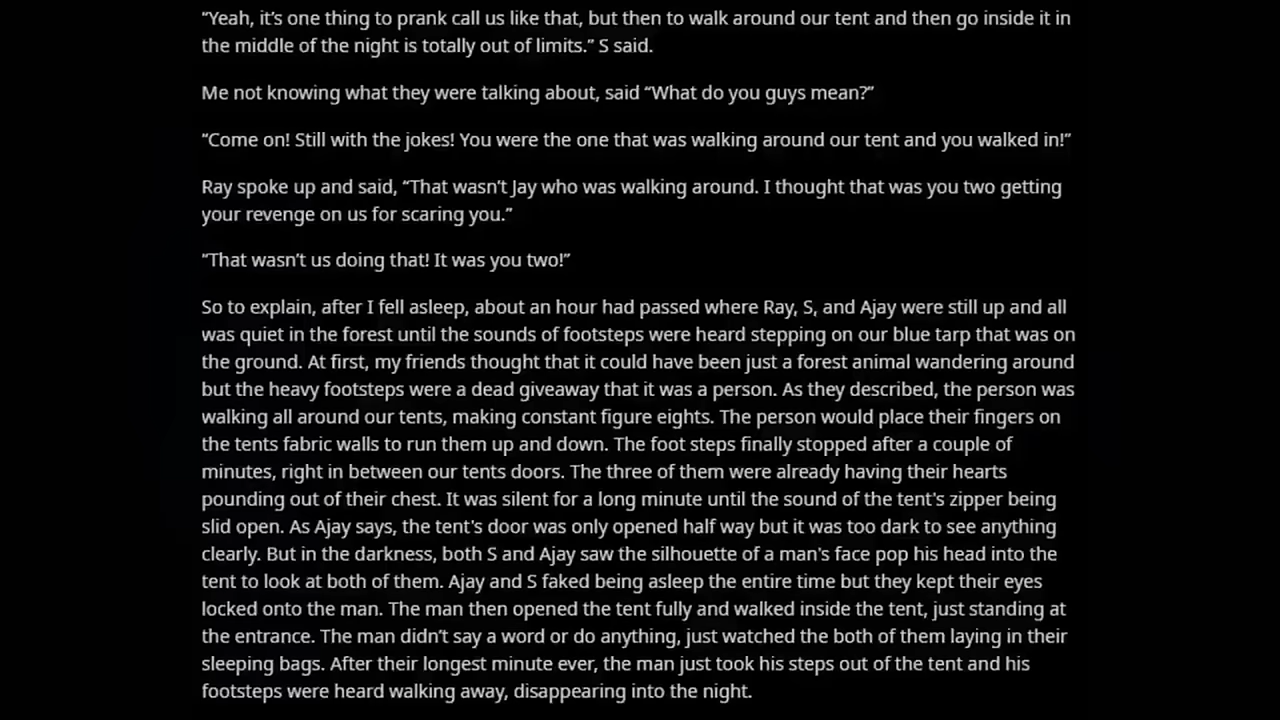 “Yeah, it’s one thing to prank call us like that, but then to walk around our tent and then go inside it in
the middle of the night is totally out of limits.” S said.
Me not knowing what they were talking about, said “What do you guys mean?”
“Come on! Still with the jokes! You were the one that was walking around our tent and you walked in!”
Ray spoke up and said, “That wasn’t Jay who was walking around. I thought that was you two getting
your revenge on us for scaring you.”
“That wasn’t us doing that! It was you two!”
So to explain, after I fell asleep, about an hour had passed where Ray, S, and Ajay were still up and all
was quiet in the forest until the sounds of footsteps were heard stepping on our blue tarp that was on
the ground. At first, my friends thought that it could have been just a forest animal wandering around
but the heavy footsteps were a dead giveaway that it was a person. As they described, the person was
walking all around our tents, making constant figure eights. The person would place their fingers on
the tents fabric walls to run them up and down. The foot steps finally stopped after a couple of
minutes, right in between our tents doors. The three of them were already having their hearts
pounding out of their chest. It was silent for a long minute until the sound of the tent's zipper being
slid open. As Ajay says, the tent's door was only opened half way but it was too dark to see anything
clearly. But in the darkness, both S and Ajay saw the silhouette of a man's face pop his head into the
tent to look at both of them. Ajay and S faked being asleep the entire time but they kept their eyes
locked onto the man. The man then opened the tent fully and walked inside the tent, just standing at
the entrance. The man didn’t say a word or do anything, just watched the both of them laying in their
sleeping bags. After their longest minute ever, the man just took his steps out of the tent and his
footsteps were heard walking away, disappearing into the night.